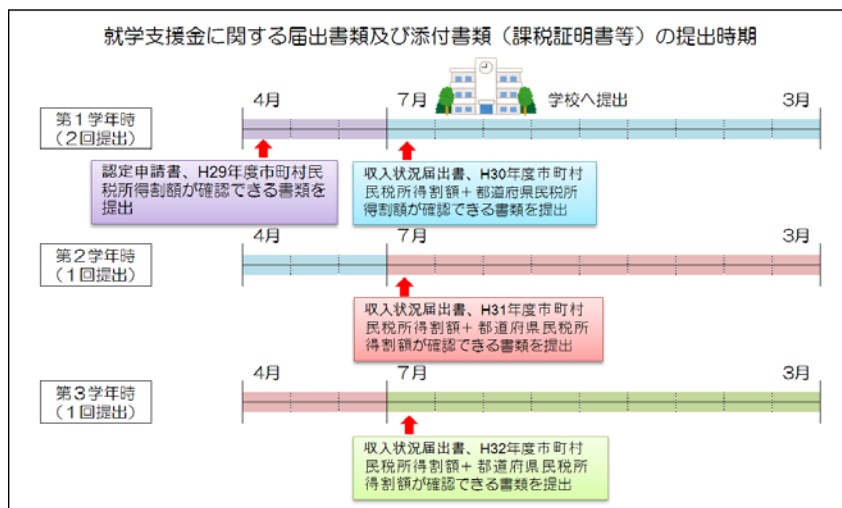 就学支援金に関する届出書類及び添付書類（課税証明書等）の提出時期
4月
7月
学校へ提出
3月
第1学年時
（2回提出）
認定申請書、H29年度市町村民
税所得割額が確認できる書類を
提出
収入状況届出書、H30年度市町村
民税所得割額＋都道府県民税所
得割額が確認できる書類を提出
4月
7月
3月
第2学年時
（1回提出）
収入状況届出書、H31年度市町村
民税所得割額＋都道府県民税所
得割額が確認できる書類を提出
4月
7月
3月
第3学年時
（1回提出）
収入状況届出書、H32年度市町村
民税所得割額＋都道府県民税所
得割額が確認できる書類を提出